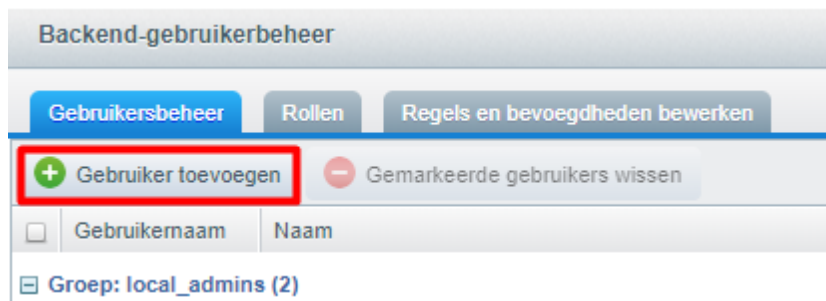 Backend-gebruikerbeheer
Gebruikersbeheer Rollen Regels en bevoegdheden bewerken
Gebruiker toevoegen Gemarkeerde gebruikers wissen
Gebruikernaam Naam
Groep: local_admins (2)